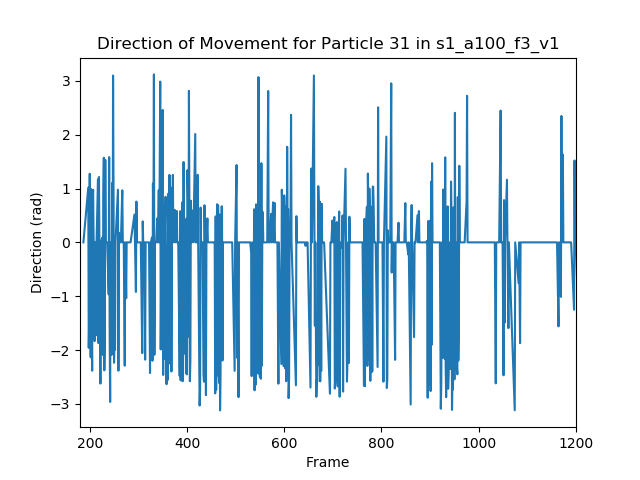 Direction of Movement for Particle 31 in s1_a100_f3_v1
3
2
1
0
−1
−2
−3
Direction (rad)
200 400 600 800 1000 1200
Frame